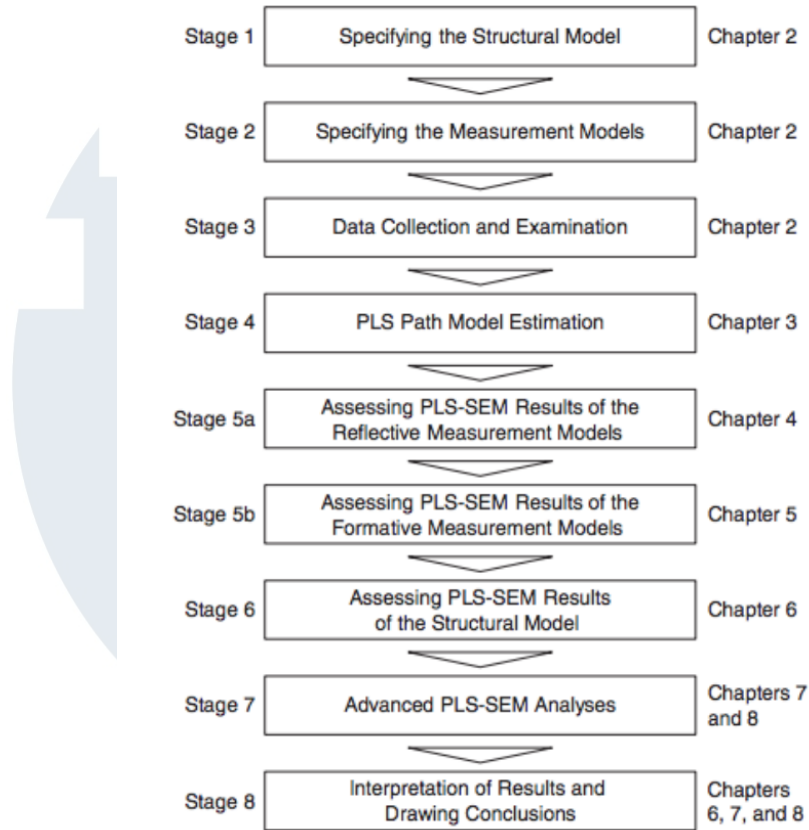 Stage 1 Specifying the Structural Model Chapter 2
Stage 2 Specifying the Measurement Models Chapter 2
Stage 3 Data Collection and Examination Chapter 2
Stage 4 PLS Path Model Estimation Chapter 3
Stage 5a Assessing PLS-SEM Results of the
Reflective Measurement Models Chapter 4
Stage 5b Assessing PLS-SEM Results of the
Formative Measurement Models Chapter 5
Stage 6 Assessing PLS-SEM Results
of the Structural Model Chapter 6
Stage 7 Advanced PLS-SEM Analyses Chapters 7
and 8
Stage 8 Interpretation of Results and
Drawing Conclusions Chapters
6, 7, and 8